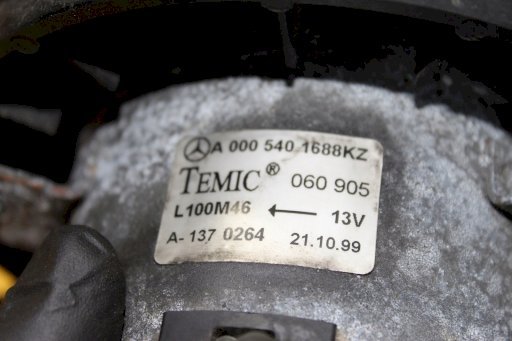 A 000 540 1688KZ
TEMIC® 060 905
L100M46 ← 13V
A-137 0264 21.10.99